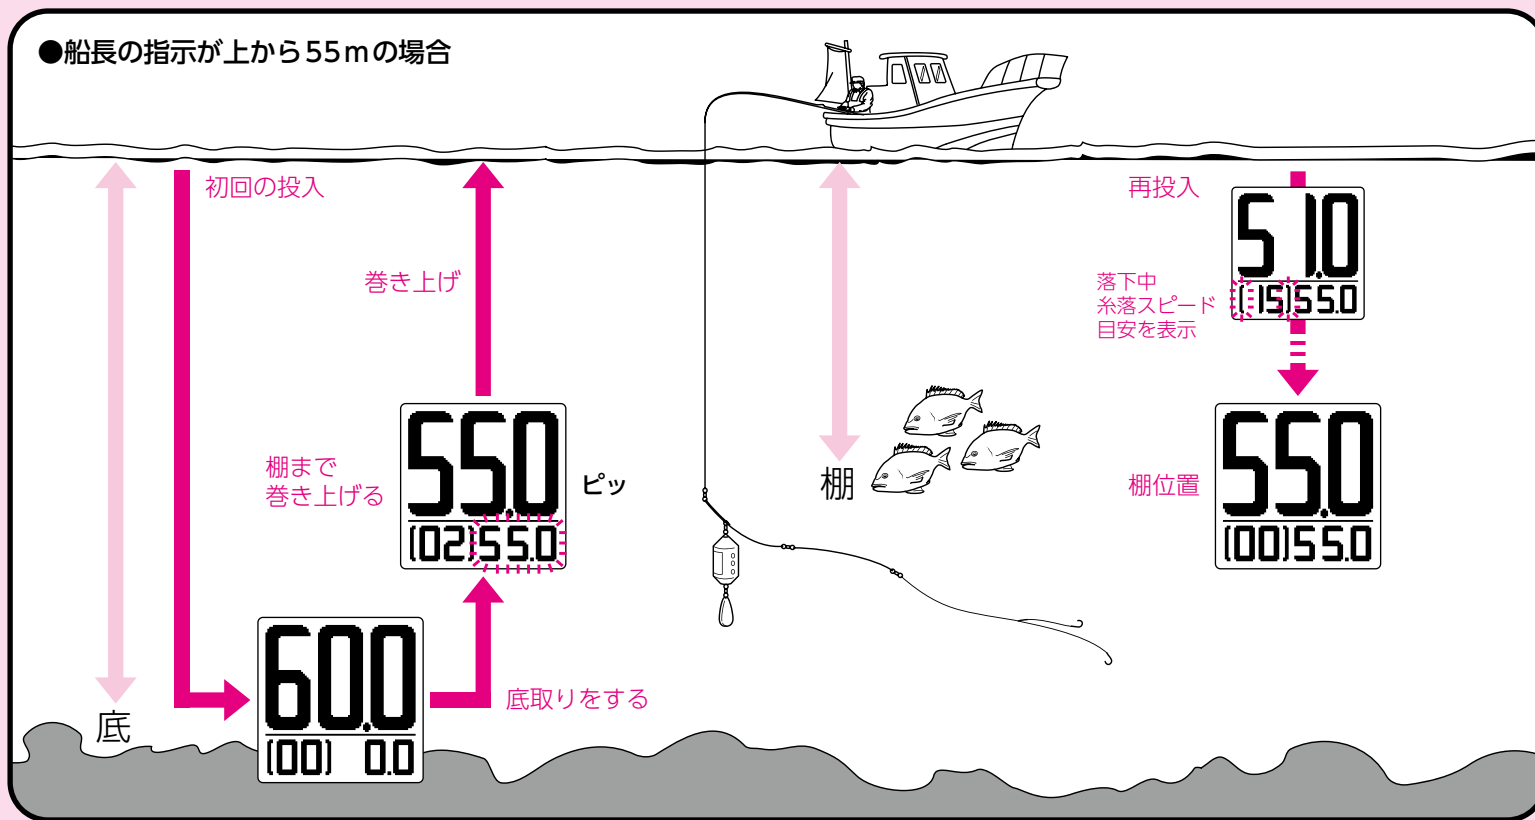 ●船長の指示が上から55mの場合
初回の投入
巻き上げ
棚まで
巻き上げる
55.0
(02)55.0
ピッ
60.0
(00) 0.0
底取りをする
底
棚
再投入
51.0
(15)55.0
落下中
糸落スピード
目安を表示
棚位置
55.0
(00)55.0